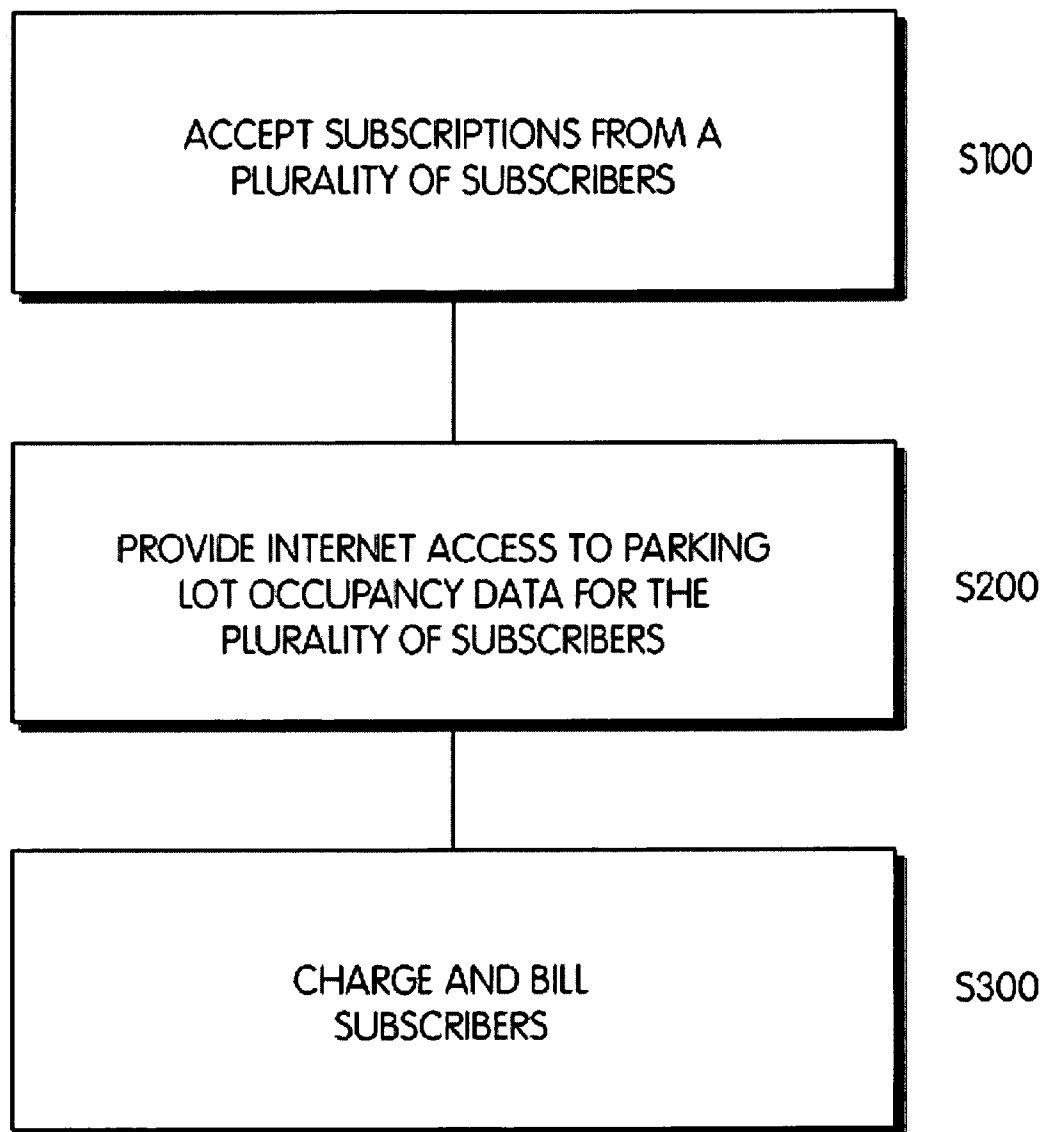 ACCEPT SUBSCRIPTIONS FROM A
PLURALITY OF SUBSCRIBERS
S100
PROVIDE INTERNET ACCESS TO PARKING
LOT OCCUPANCY DATA FOR THE
PLURALITY OF SUBSCRIBERS
S200
CHARGE AND BILL
SUBSCRIBERS
S300